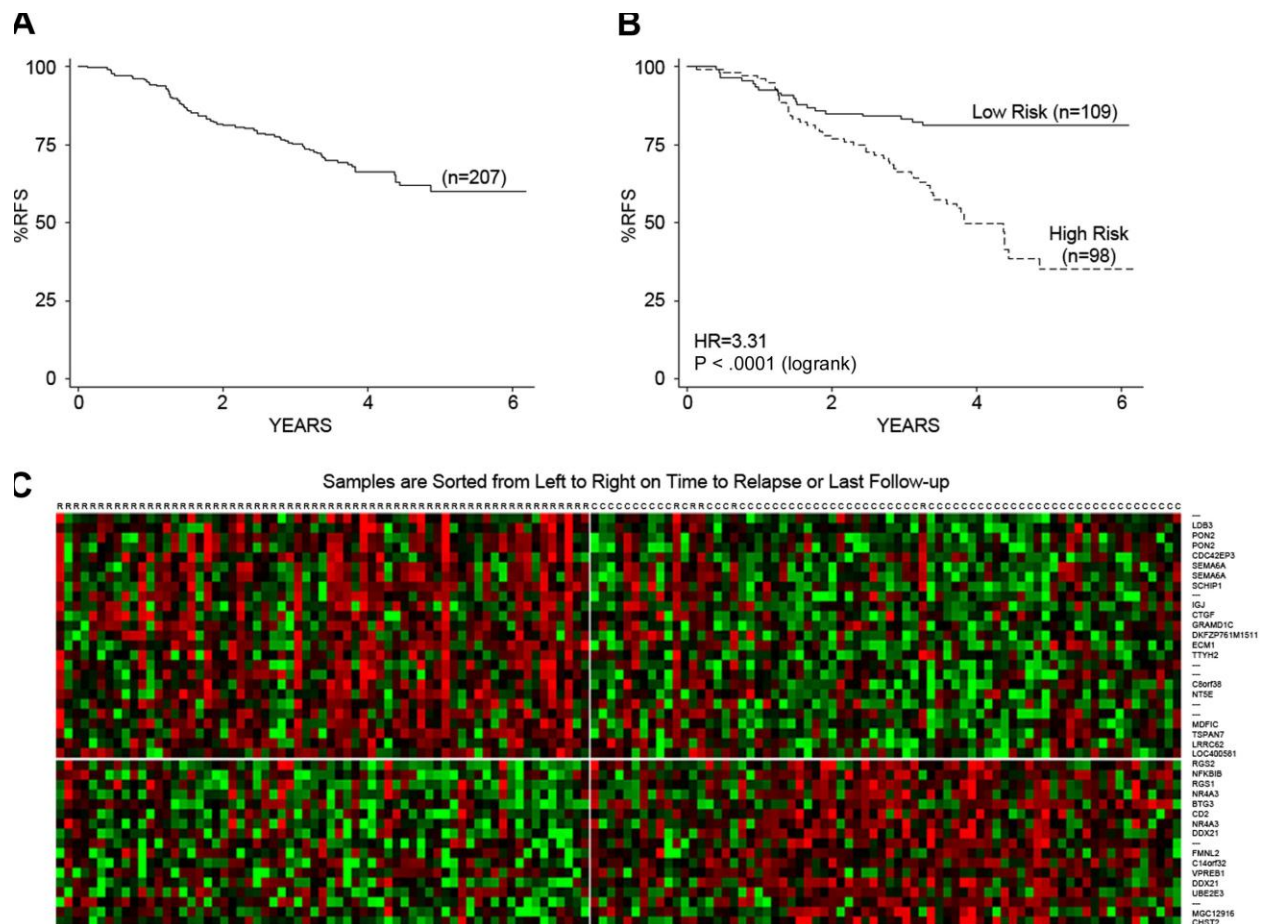 A
B
100
75
50
25
0
%RFS
(n=207)
0 2 4 6
YEARS
100
75
50
25
0
%RFS
Low Risk (n=109)
High Risk
(n=98)
HR=3.31
P < .0001 (logrank)
0 2 4 6
YEARS
C
Samples are Sorted from Left to Right on Time to Relapse or Last Follow-up
R R R R R R R R R R R R R R R R R R R R R R R R R R R R R R R R R R R R R R R R R R R R R R R R R R R R R R R R R R R R R R R R R C C C C C C C C C C R C R R C C C R C C C C C C C C C C C C C C C C C C C C C C R C C C C C C C C C C C C C C C C C C C C C C C C C C C C C C C
---
LDB3
PON2
PON2
CDC42EP3
SEMA6A
SEMA6A
SCHIP1
---
IGJ
CTGF
GRAMD1C
DKFZP761M1511
ECM1
TTYH2
---
---
C8orf38
NT5E
---
---
MDFIC
TSPAN7
LRRC62
LOC400581
RGS2
NFKBIB
RGS1
NR4A3
BTG3
CD2
NR4A3
DDX21
---
FMNL2
C14orf32
VPREB1
DDX21
UBE2E3
---
MGC12916
CHST2